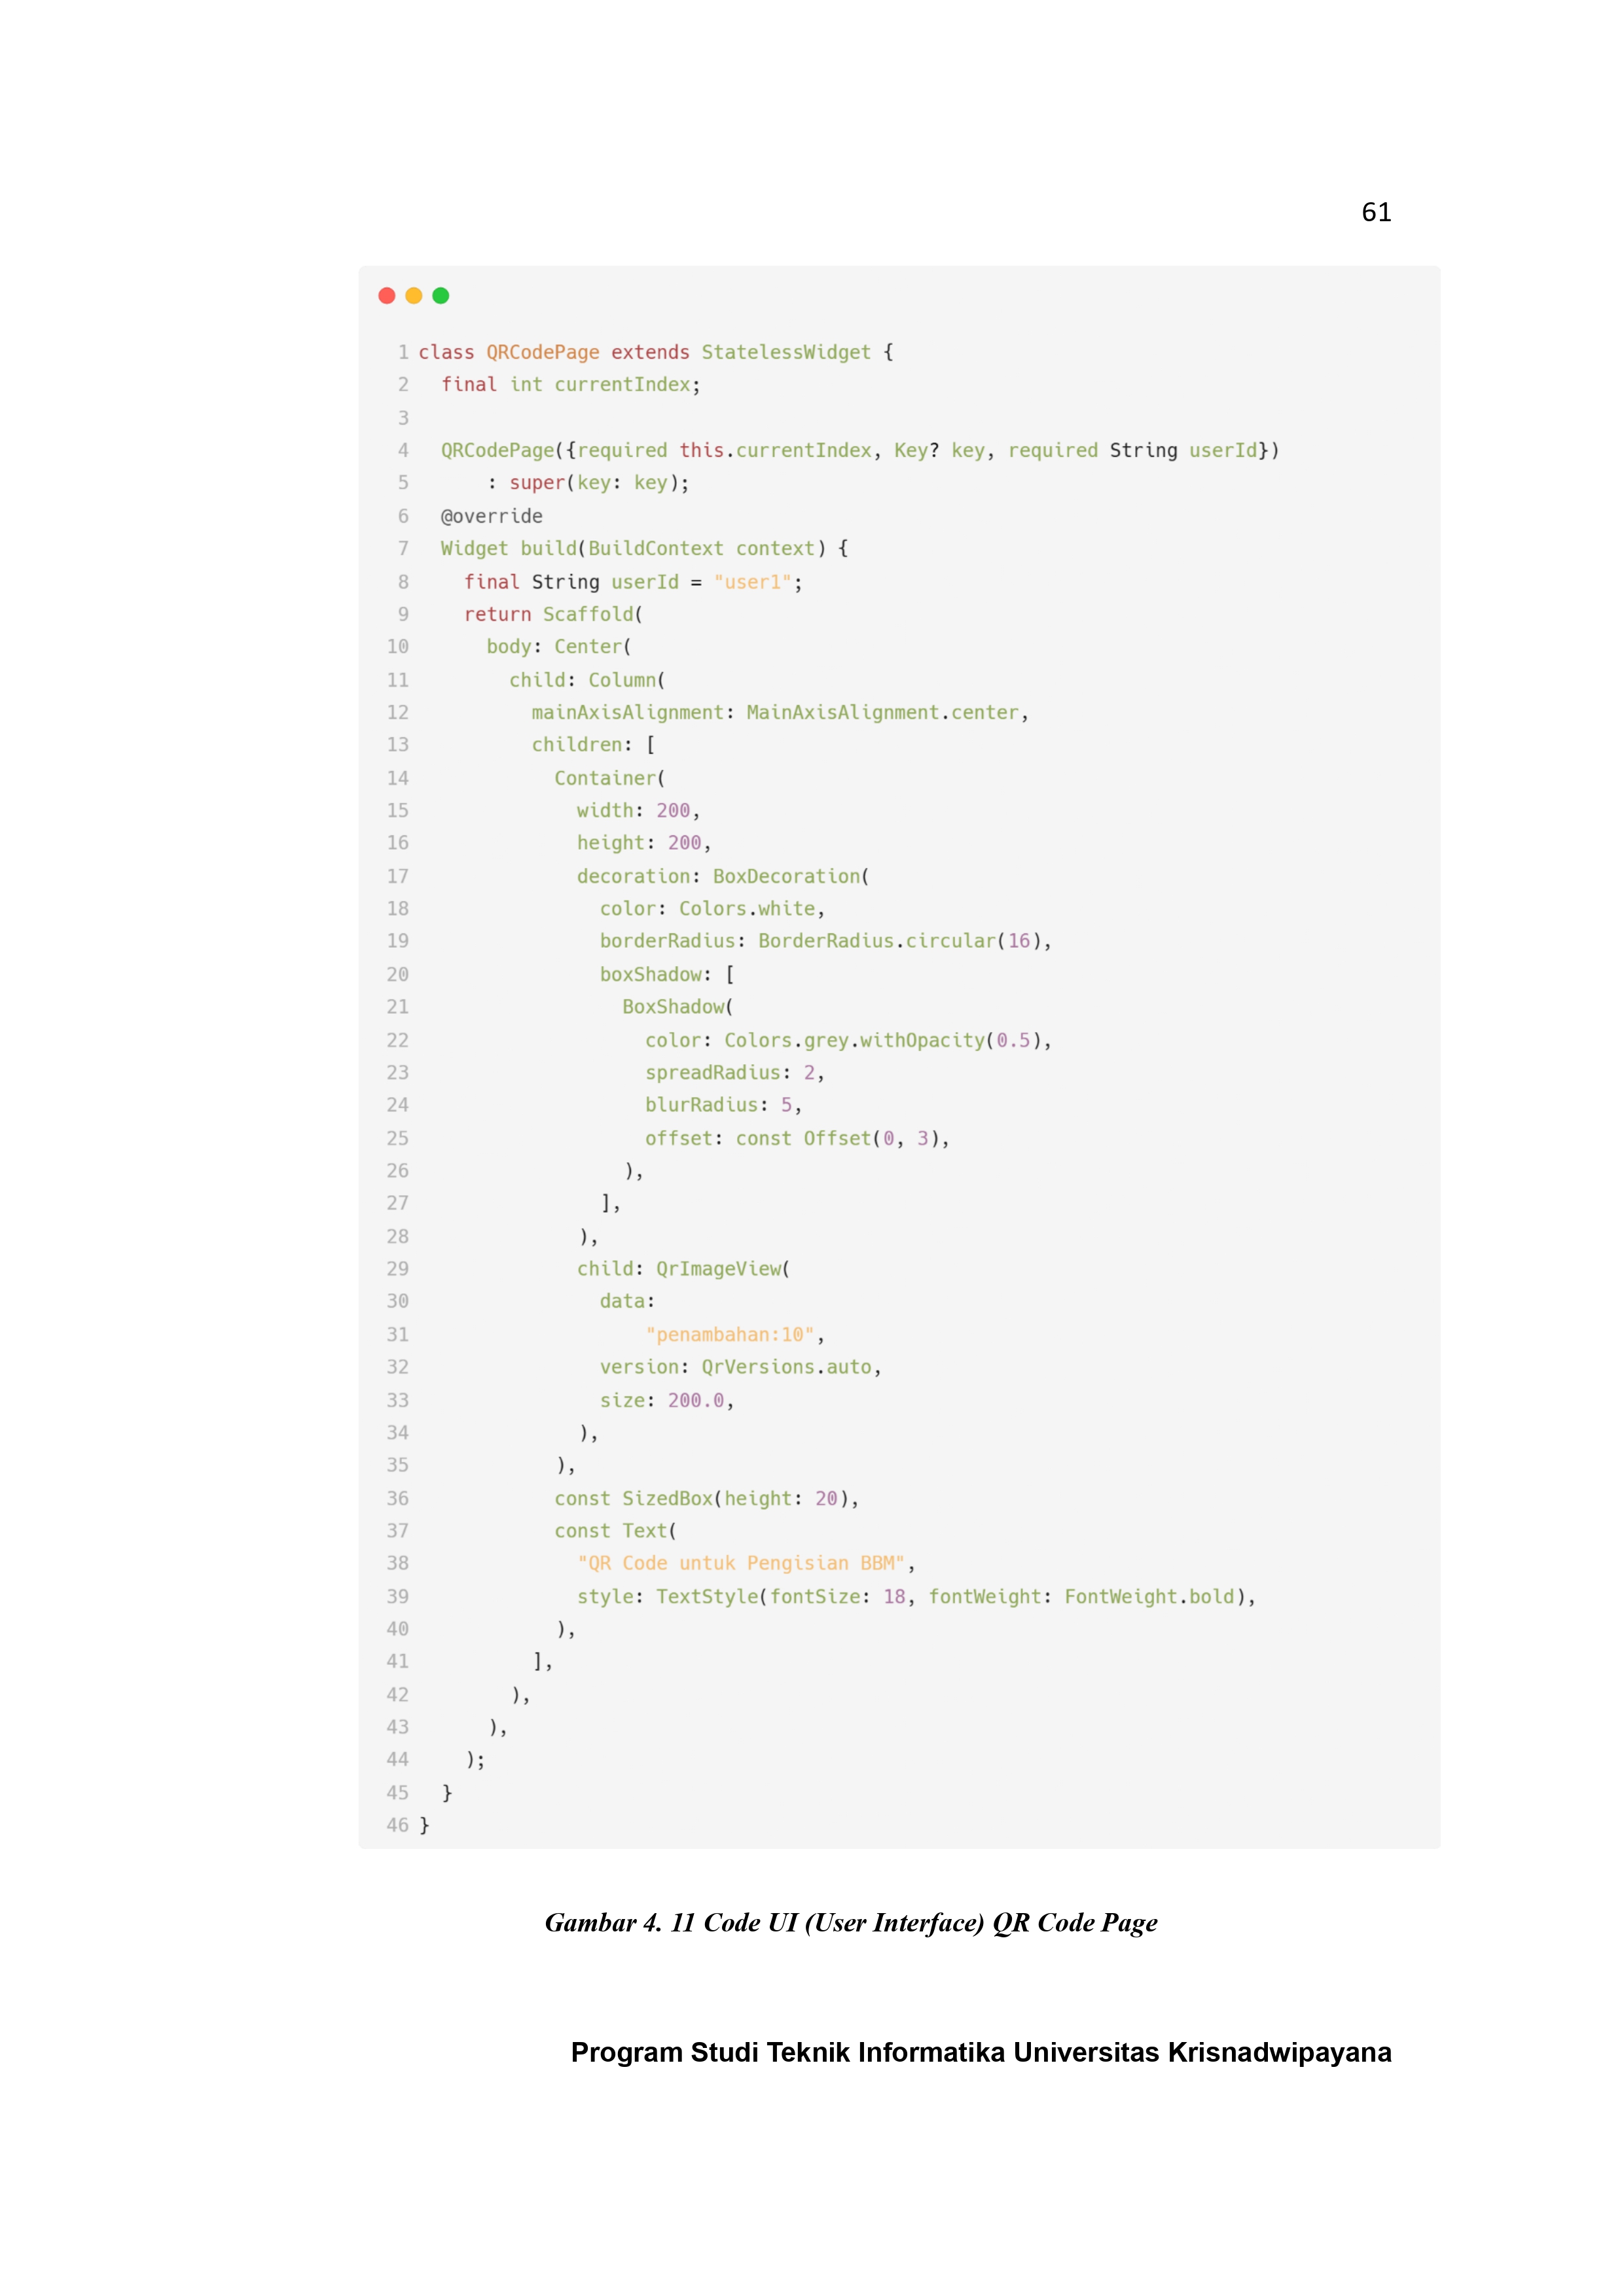 61
1 class QRCodePage extends StatelessWidget {
2   final int currentIndex;
3
4   QRCodePage({required this.currentIndex, Key? key, required String userId})
5       : super(key: key);
6   @override
7   Widget build(BuildContext context) {
8     final String userId = "user1";
9     return Scaffold(
10       body: Center(
11         child: Column(
12           mainAxisAlignment: MainAxisAlignment.center,
13           children: [
14             Container(
15               width: 200,
16               height: 200,
17               decoration: BoxDecoration(
18                 color: Colors.white,
19                 borderRadius: BorderRadius.circular(16),
20                 boxShadow: [
21                   BoxShadow(
22                     color: Colors.grey.withOpacity(0.5),
23                     spreadRadius: 2,
24                     blurRadius: 5,
25                     offset: const Offset(0, 3),
26                   ),
27                 ],
28               ),
29               child: QrImageView(
30                 data:
31                     "penambahan:10",
32                 version: QrVersions.auto,
33                 size: 200.0,
34               ),
35             ),
36             const SizedBox(height: 20),
37             const Text(
38               "QR Code untuk Pengisian BBM",
39               style: TextStyle(fontSize: 18, fontWeight: FontWeight.bold),
40             ),
41           ],
42         ),
43       ),
44     );
45   }
46 }
Gambar 4. 11 Code UI (User Interface) QR Code Page
Program Studi Teknik Informatika Universitas Krisnadwipayana